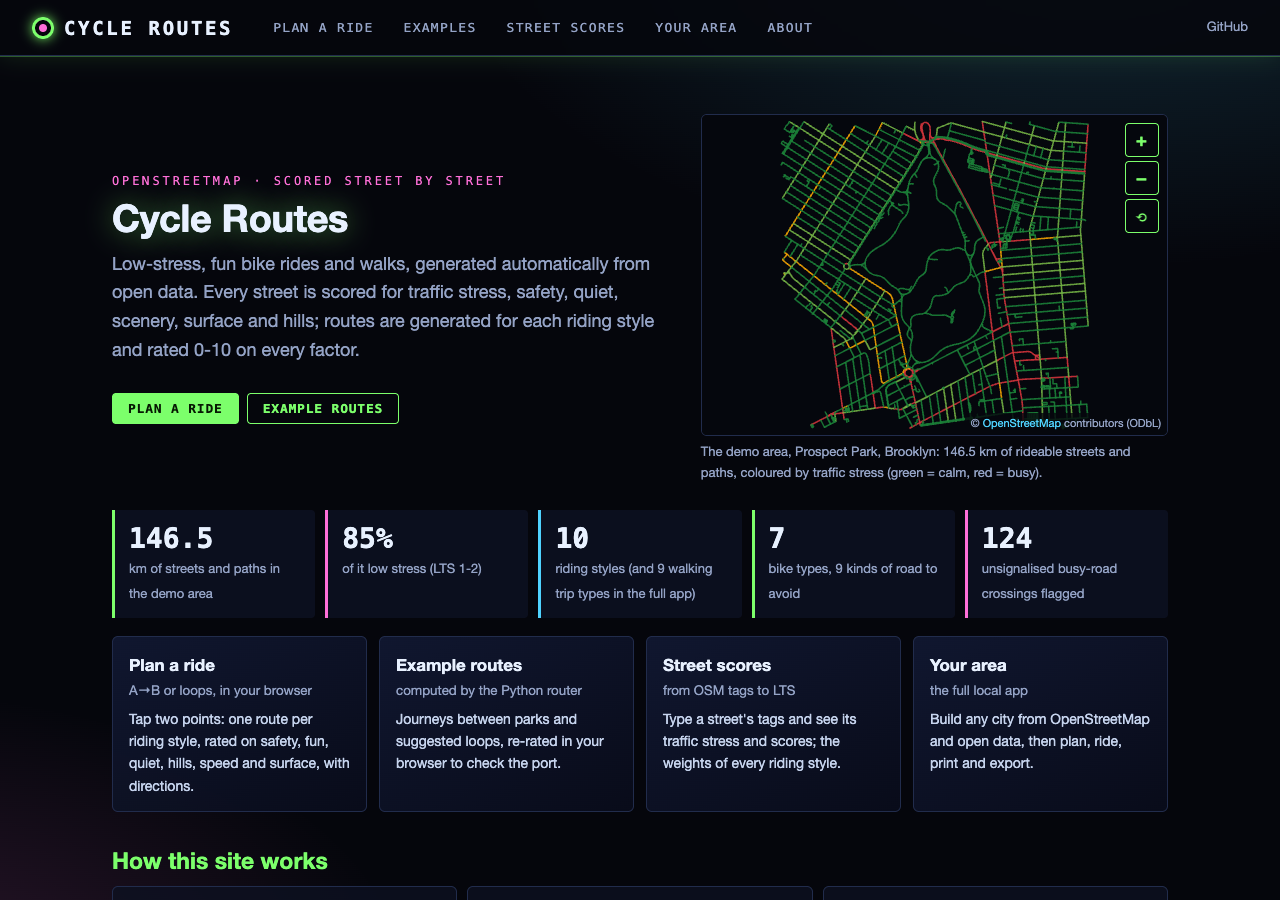 CYCLE ROUTES
PLAN A RIDE
EXAMPLES
STREET SCORES
YOUR AREA
ABOUT
GitHub
OPENSTREETMAP · SCORED STREET BY STREET
Cycle Routes
Low-stress, fun bike rides and walks, generated automatically from
open data. Every street is scored for traffic stress, safety, quiet,
scenery, surface and hills; routes are generated for each riding style
and rated 0-10 on every factor.
PLAN A RIDE
EXAMPLE ROUTES
+
−
⟲
© OpenStreetMap contributors (ODbL)
The demo area, Prospect Park, Brooklyn: 146.5 km of rideable streets and
paths, coloured by traffic stress (green = calm, red = busy).
146.5
km of streets and paths in
the demo area
85%
of it low stress (LTS 1-2)
10
riding styles (and 9 walking
trip types in the full app)
7
bike types, 9 kinds of road to
avoid
124
unsignalised busy-road
crossings flagged
Plan a ride
A→B or loops, in your browser
Tap two points: one route per
riding style, rated on safety, fun,
quiet, hills, speed and surface, with
directions.
Example routes
computed by the Python router
Journeys between parks and
suggested loops, re-rated in your
browser to check the port.
Street scores
from OSM tags to LTS
Type a street's tags and see its
traffic stress and scores; the
weights of every riding style.
Your area
the full local app
Build any city from OpenStreetMap
and open data, then plan, ride,
print and export.
How this site works